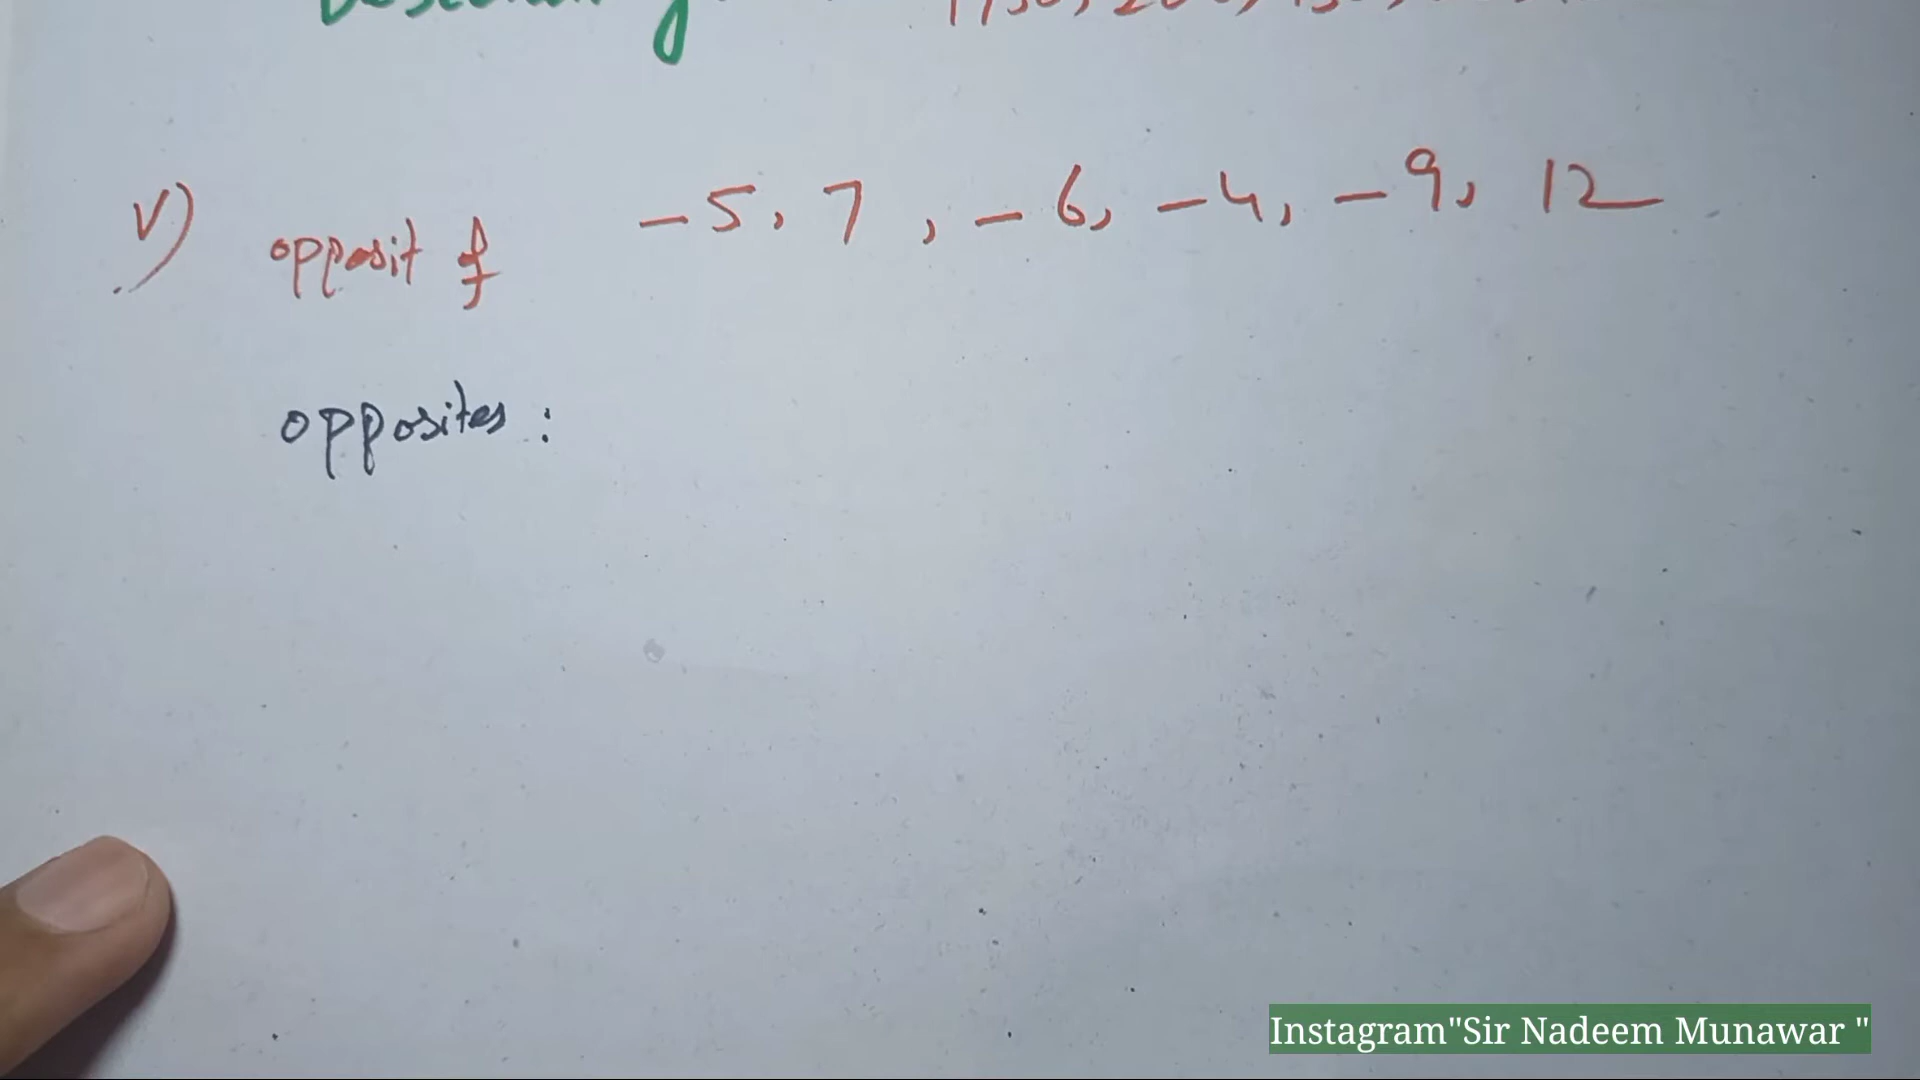 v) opposit of -5, 7, -6, -4, -9, 12
opposites :
Instagram"Sir Nadeem Munawar "